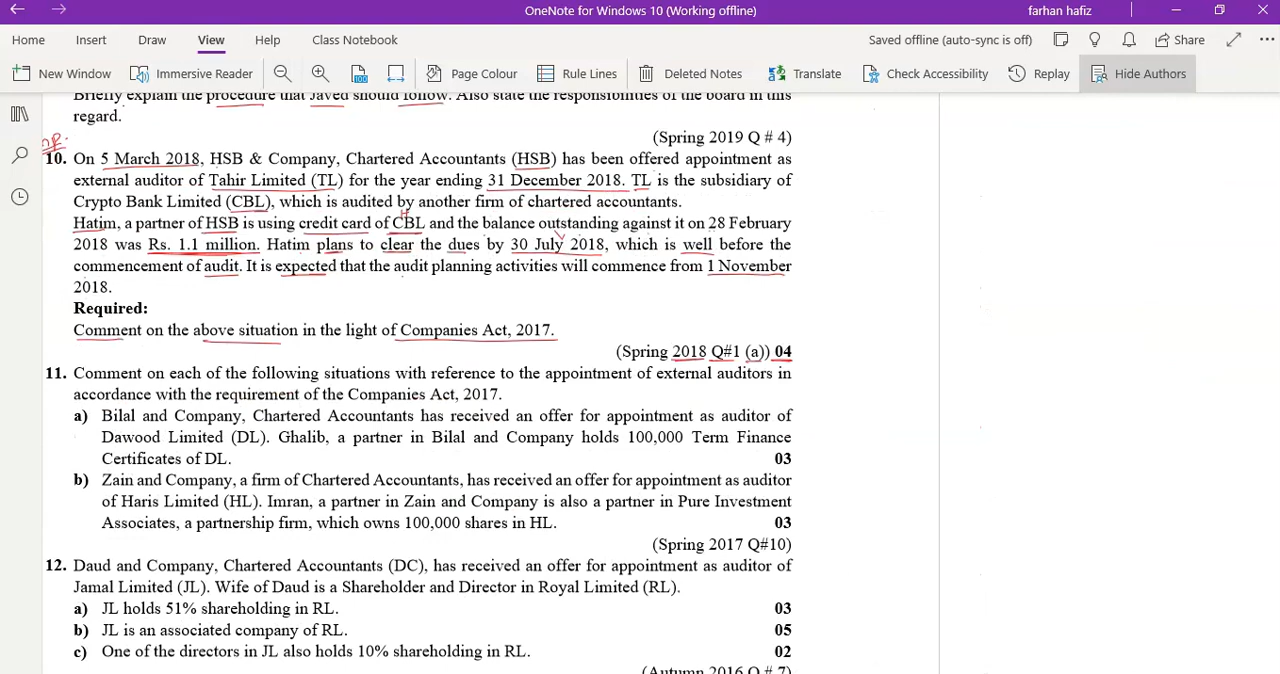 OneNote for Windows 10 (Working offline)
farhan hafiz
Home Insert Draw View Help Class Notebook
Saved offline (auto-sync is off) Share
New Window Immersive Reader Page Colour Rule Lines Deleted Notes Translate Check Accessibility Replay Hide Authors
Briefly explain the procedure that Javed should follow. Also state the responsibilities of the board in this
regard.
(Spring 2019 Q # 4)
10. On 5 March 2018, HSB & Company, Chartered Accountants (HSB) has been offered appointment as
external auditor of Tahir Limited (TL) for the year ending 31 December 2018. TL is the subsidiary of
Crypto Bank Limited (CBL), which is audited by another firm of chartered accountants.
Hatim, a partner of HSB is using credit card of CBL and the balance outstanding against it on 28 February
2018 was Rs. 1.1 million. Hatim plans to clear the dues by 30 July 2018, which is well before the
commencement of audit. It is expected that the audit planning activities will commence from 1 November
2018.
Required:
Comment on the above situation in the light of Companies Act, 2017.
(Spring 2018 Q#1 (a)) 04
11. Comment on each of the following situations with reference to the appointment of external auditors in
accordance with the requirement of the Companies Act, 2017.
a) Bilal and Company, Chartered Accountants has received an offer for appointment as auditor of
Dawood Limited (DL). Ghalib, a partner in Bilal and Company holds 100,000 Term Finance
Certificates of DL. 03
b) Zain and Company, a firm of Chartered Accountants, has received an offer for appointment as auditor
of Haris Limited (HL). Imran, a partner in Zain and Company is also a partner in Pure Investment
Associates, a partnership firm, which owns 100,000 shares in HL. 03
(Spring 2017 Q#10)
12. Daud and Company, Chartered Accountants (DC), has received an offer for appointment as auditor of
Jamal Limited (JL). Wife of Daud is a Shareholder and Director in Royal Limited (RL).
a) JL holds 51% shareholding in RL. 03
b) JL is an associated company of RL. 05
c) One of the directors in JL also holds 10% shareholding in RL. 02
(Autumn 2016 Q # 7)